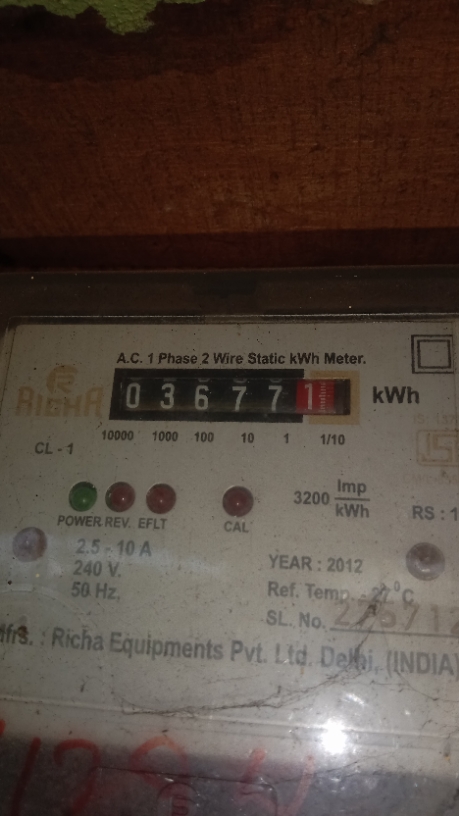 A.C. 1 Phase 2 Wire Static kWh Meter.
RICHA
0 3 6 7 7 1 kWh
10000 1000 100 10 1 1/10
CL - 1
3200 Imp/kWh
POWER REV. EFLT CAL
RS : 1
2.5 - 10 A
240 V.
50 Hz.
YEAR : 2012
Ref. Temp. - 27°C
SL. No.
Mfrs. : Richa Equipments Pvt. Ltd. Delhi, (INDIA)